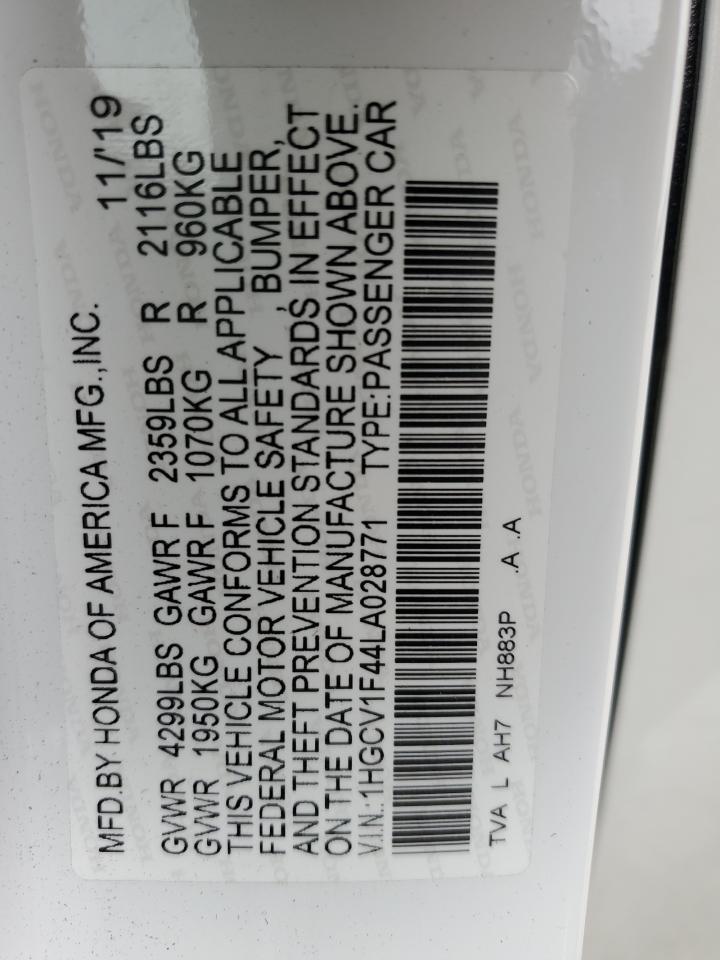 MFD.BY HONDA OF AMERICA MFG.,INC. 11/'19
GVWR 4299LBS GAWR F 2359LBS R 2116LBS
GVWR 1950KG GAWR F 1070KG R 960KG
THIS VEHICLE CONFORMS TO ALL APPLICABLE
FEDERAL MOTOR VEHICLE SAFETY , BUMPER,
AND THEFT PREVENTION STANDARDS IN EFFECT
ON THE DATE OF MANUFACTURE SHOWN ABOVE.
V.I.N.:1HGCV1F44LA028771 TYPE:PASSENGER CAR
TVA L AH7 NH883P .A .A